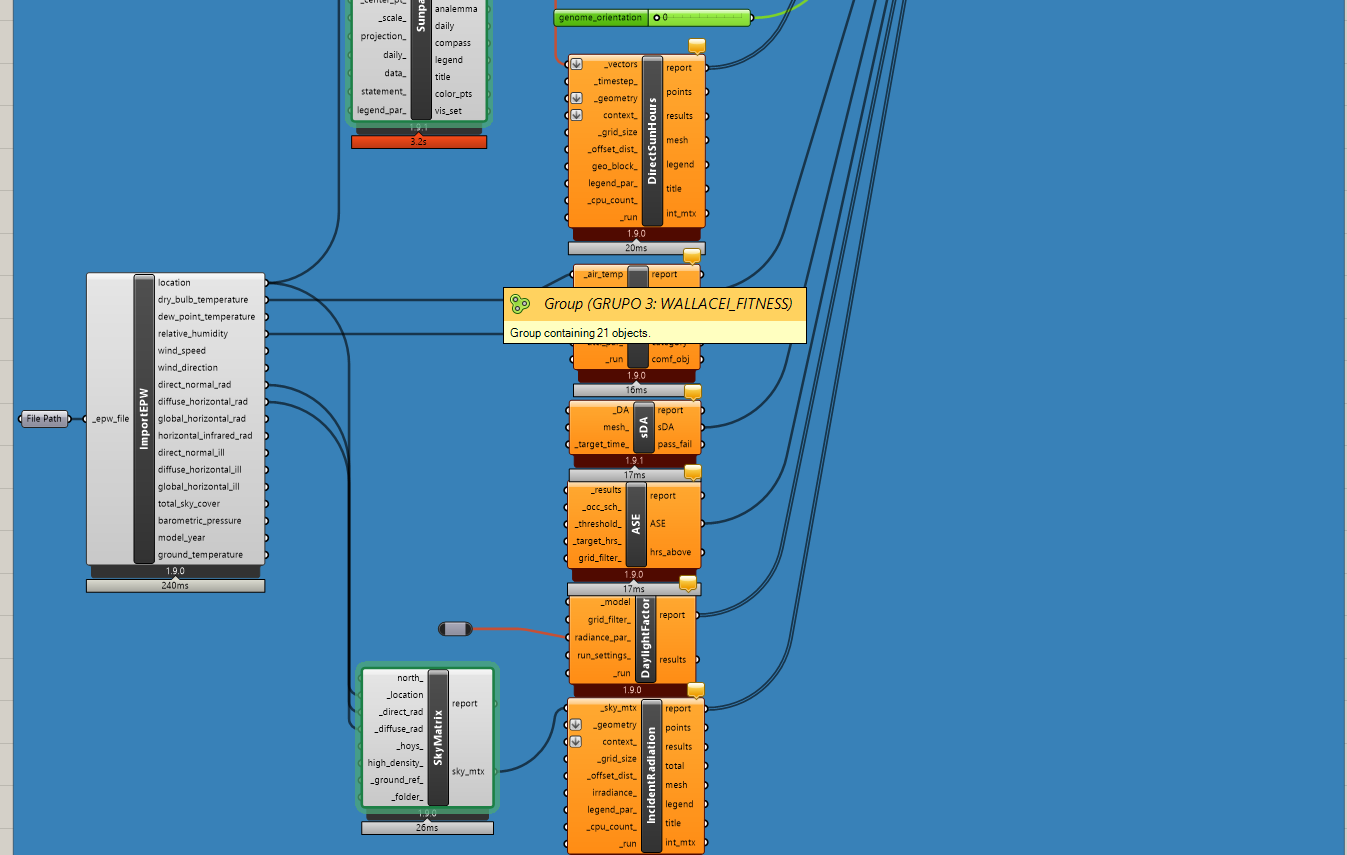 _center_pt_
_scale_
projection_
daily_
data_
statement_
legend_par_
Sunpa
analemma
daily
compass
legend
title
color_pts
vis_set
1.9.1
3.2s
genome_orientation
0
_vectors
_timestep_
_geometry
context_
_grid_size
_offset_dist_
geo_block_
legend_par_
_cpu_count_
_run
DirectSunHours
report
points
results
mesh
legend
title
int_mtx
1.9.0
20ms
_air_temp
report
Group (GRUPO 3: WALLACEI_FITNESS)
Group containing 21 objects.
_run
comf_obj
1.9.0
16ms
File Path
_epw_file
ImportEPW
location
dry_bulb_temperature
dew_point_temperature
relative_humidity
wind_speed
wind_direction
direct_normal_rad
diffuse_horizontal_rad
global_horizontal_rad
horizontal_infrared_rad
direct_normal_ill
diffuse_horizontal_ill
global_horizontal_ill
total_sky_cover
barometric_pressure
model_year
ground_temperature
1.9.0
240ms
_DA
mesh_
_target_time_
sDA
report
sDA
pass_fail
1.9.1
17ms
_results
_occ_sch_
_threshold_
_target_hrs_
grid_filter_
ASE
report
ASE
hrs_above
1.9.0
17ms
_model
grid_filter_
radiance_par_
run_settings_
_run
DaylightFactor
report
results
1.9.0
north_
_location
_direct_rad
_diffuse_rad
_hoys_
high_density_
_ground_ref_
_folder_
SkyMatrix
report
sky_mtx
1.9.0
26ms
_sky_mtx
_geometry
context_
_grid_size
_offset_dist_
irradiance_
legend_par_
_cpu_count_
_run
IncidentRadiation
report
points
results
total
mesh
legend
title
int_mtx